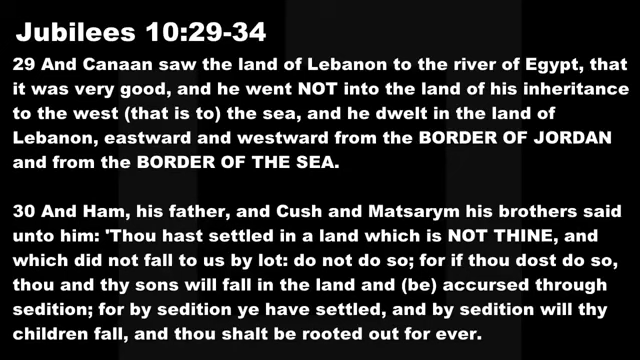 Jubilees 10:29-34
29 And Canaan saw the land of Lebanon to the river of Egypt, that
it was very good, and he went NOT into the land of his inheritance
to the west (that is to) the sea, and he dwelt in the land of
Lebanon, eastward and westward from the BORDER OF JORDAN
and from the BORDER OF THE SEA.
30 And Ham, his father, and Cush and Matsarym his brothers said
unto him: 'Thou hast settled in a land which is NOT THINE, and
which did not fall to us by lot: do not do so; for if thou dost do so,
thou and thy sons will fall in the land and (be) accursed through
sedition; for by sedition ye have settled, and by sedition will thy
children fall, and thou shalt be rooted out for ever.